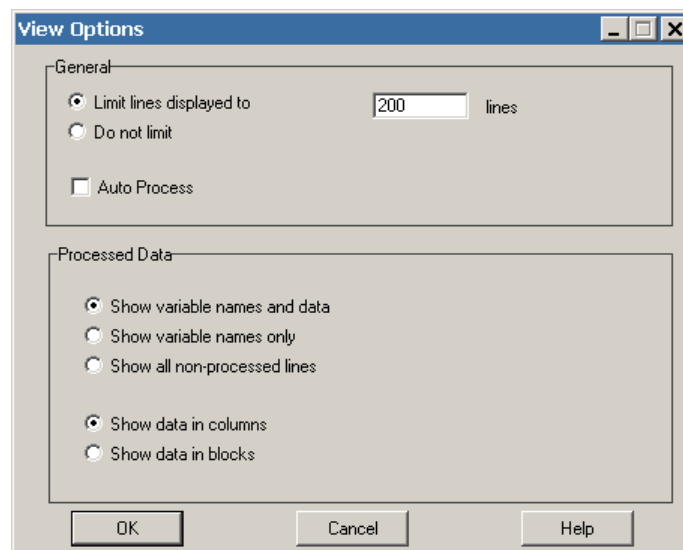 View Options
General
Limit lines displayed to 200 lines
Do not limit
Auto Process
Processed Data
Show variable names and data
Show variable names only
Show all non-processed lines
Show data in columns
Show data in blocks
OK Cancel Help